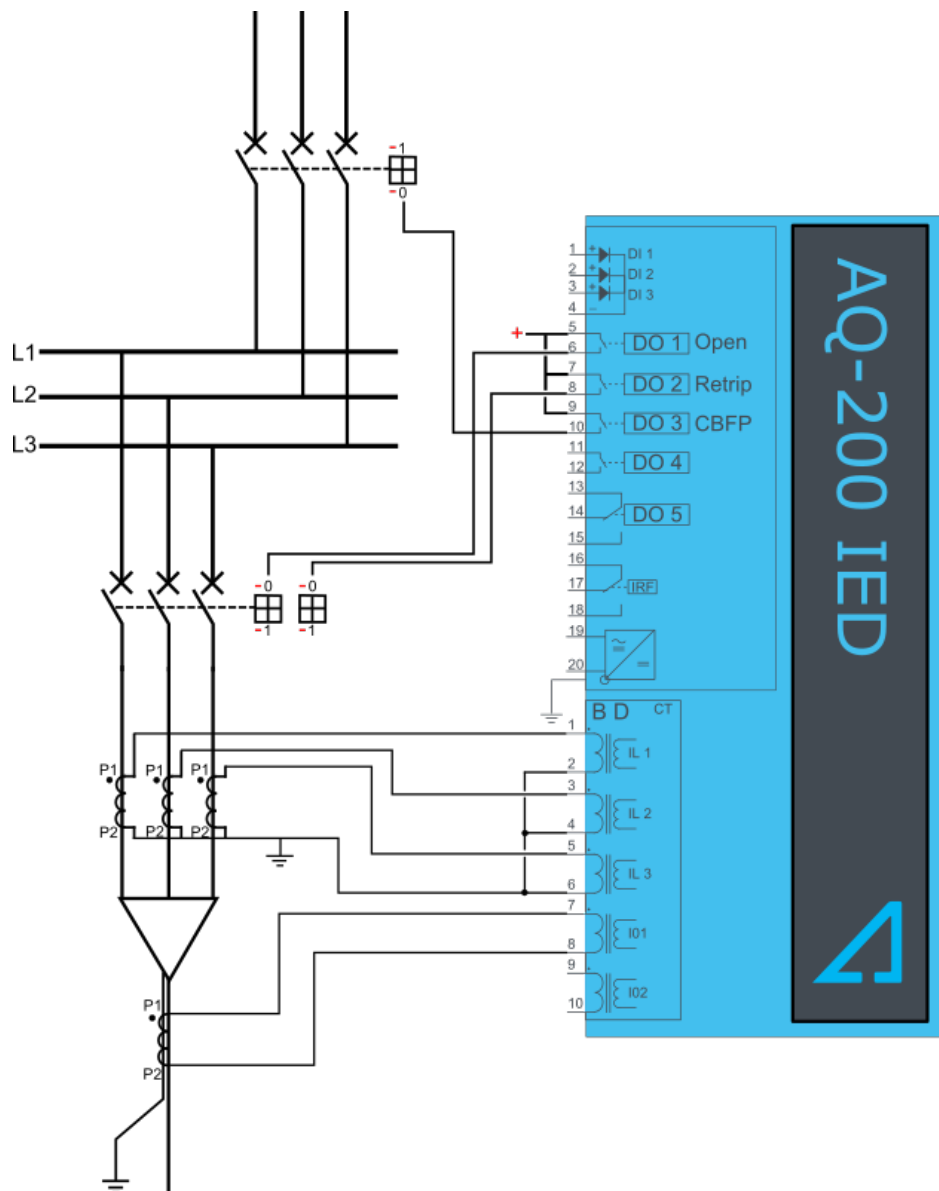 -1
-0
1 + DI 1
2 + DI 2
3 + DI 3
4 -
+
5
6 DO 1 Open
7
8 DO 2 Retrip
9
10 DO 3 CBFP
11
12 DO 4
13
14 DO 5
15
16
17 IRF
18
19
20
L1
L2
L3
-0 -0
-1 -1
B D CT
1
2 IL 1
3
4 IL 2
5
6 IL 3
7
8 I01
9
10 I02
P1 P1 P1
P2 P2 P2
P1
P2
AQ-200 IED